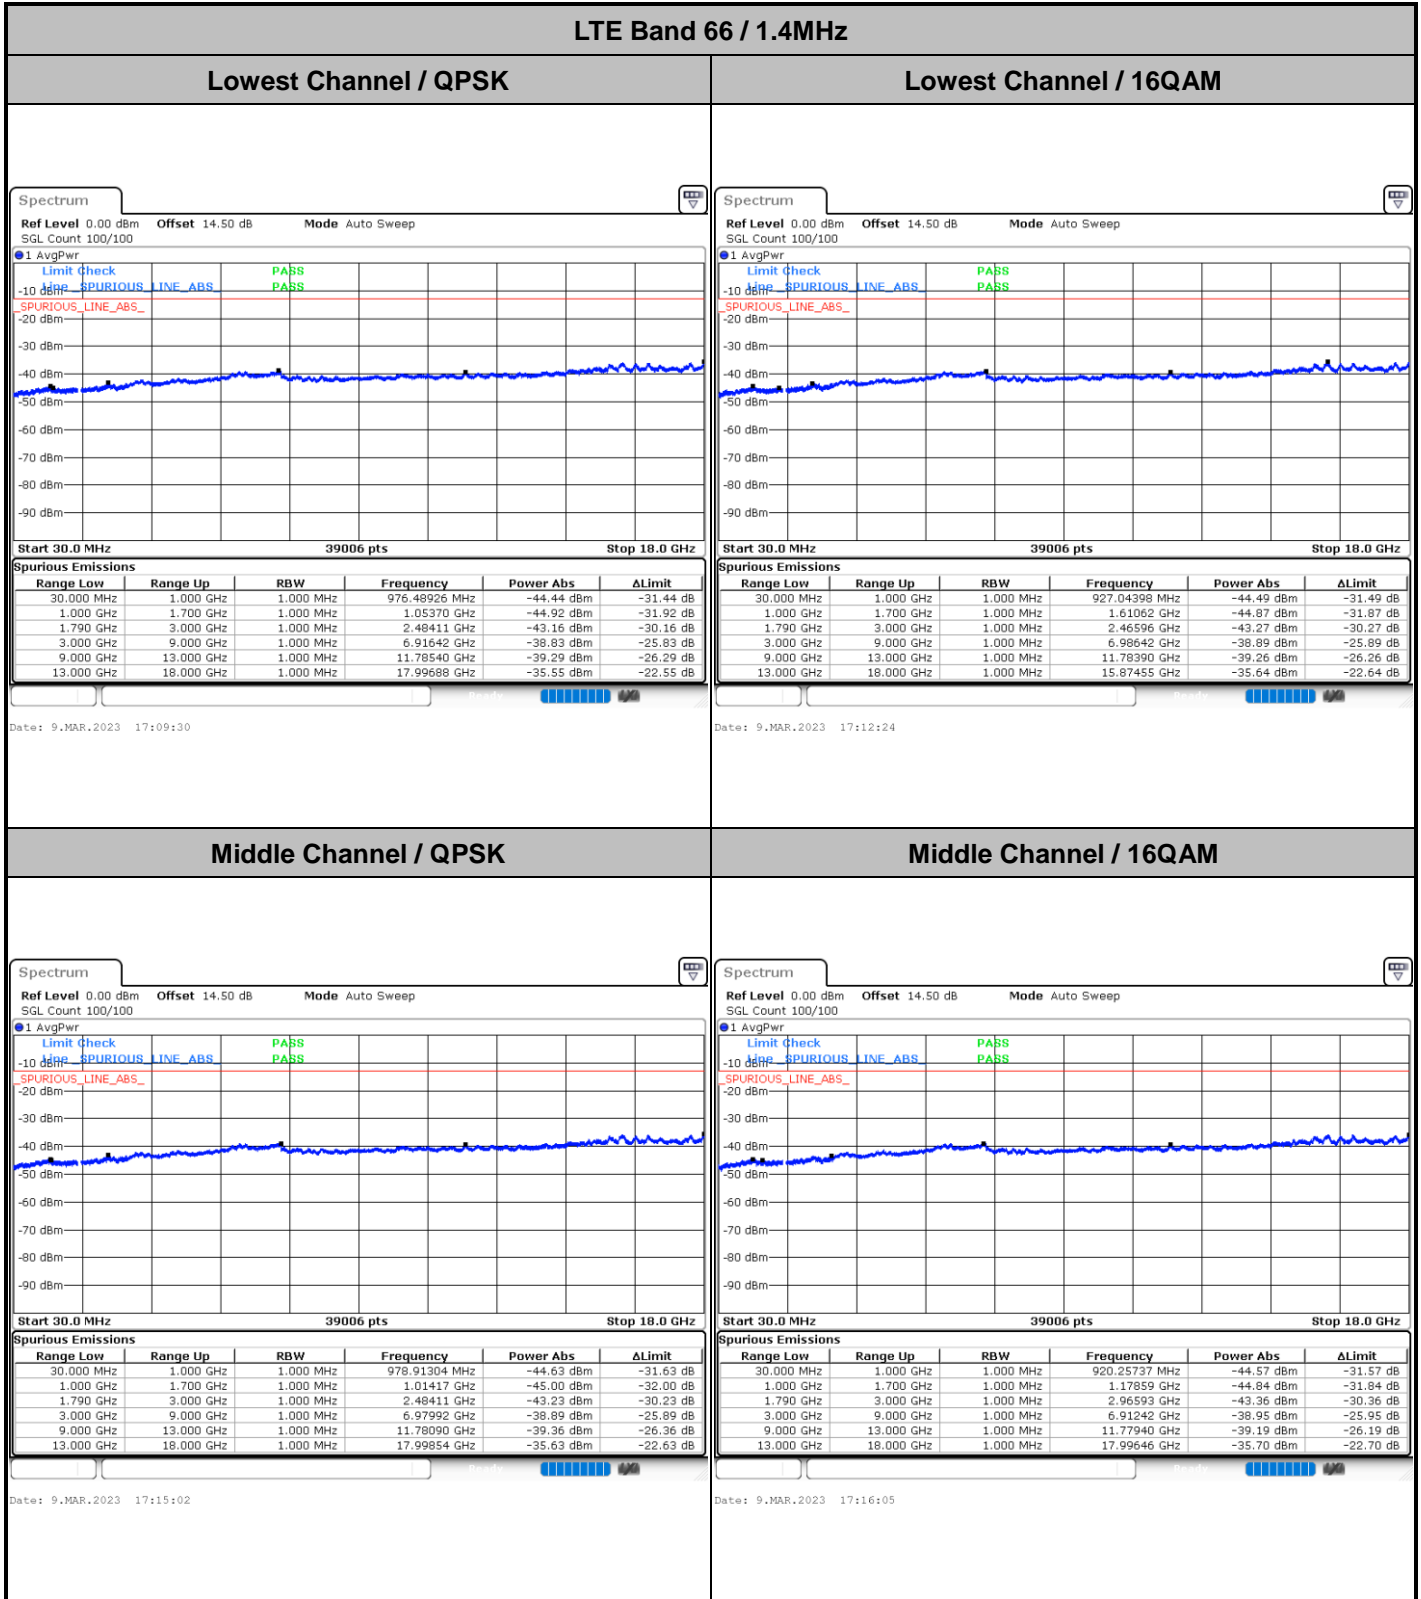 LTE Band 66 / 1.4MHz
Lowest Channel / QPSK
Lowest Channel / 16QAM
Spectrum
Ref Level 0.00 dBm Offset 14.50 dB Mode Auto Sweep
SGL Count 100/100
1 AvgPwr
Limit Check PASS
Line _SPURIOUS_LINE_ABS_ PASS
-10 dBm
_SPURIOUS_LINE_ABS_
-20 dBm
-30 dBm
-40 dBm
-50 dBm
-60 dBm
-70 dBm
-80 dBm
-90 dBm
Start 30.0 MHz 39006 pts Stop 18.0 GHz
Spurious Emissions
Range Low Range Up RBW Frequency Power Abs ΔLimit
30.000 MHz 1.000 GHz 1.000 MHz 976.48926 MHz -44.44 dBm -31.44 dB
1.000 GHz 1.700 GHz 1.000 MHz 1.05370 GHz -44.92 dBm -31.92 dB
1.790 GHz 3.000 GHz 1.000 MHz 2.48411 GHz -43.16 dBm -30.16 dB
3.000 GHz 9.000 GHz 1.000 MHz 6.91642 GHz -38.83 dBm -25.83 dB
9.000 GHz 13.000 GHz 1.000 MHz 11.78540 GHz -39.29 dBm -26.29 dB
13.000 GHz 18.000 GHz 1.000 MHz 17.99688 GHz -35.55 dBm -22.55 dB
Ready
Date: 9.MAR.2023 17:09:30
Spectrum
Ref Level 0.00 dBm Offset 14.50 dB Mode Auto Sweep
SGL Count 100/100
1 AvgPwr
Limit Check PASS
Line _SPURIOUS_LINE_ABS_ PASS
-10 dBm
_SPURIOUS_LINE_ABS_
-20 dBm
-30 dBm
-40 dBm
-50 dBm
-60 dBm
-70 dBm
-80 dBm
-90 dBm
Start 30.0 MHz 39006 pts Stop 18.0 GHz
Spurious Emissions
Range Low Range Up RBW Frequency Power Abs ΔLimit
30.000 MHz 1.000 GHz 1.000 MHz 927.04398 MHz -44.49 dBm -31.49 dB
1.000 GHz 1.700 GHz 1.000 MHz 1.61062 GHz -44.87 dBm -31.87 dB
1.790 GHz 3.000 GHz 1.000 MHz 2.46596 GHz -43.27 dBm -30.27 dB
3.000 GHz 9.000 GHz 1.000 MHz 6.98642 GHz -38.89 dBm -25.89 dB
9.000 GHz 13.000 GHz 1.000 MHz 11.78390 GHz -39.26 dBm -26.26 dB
13.000 GHz 18.000 GHz 1.000 MHz 15.87455 GHz -35.64 dBm -22.64 dB
Ready
Date: 9.MAR.2023 17:12:24
Middle Channel / QPSK
Middle Channel / 16QAM
Spectrum
Ref Level 0.00 dBm Offset 14.50 dB Mode Auto Sweep
SGL Count 100/100
1 AvgPwr
Limit Check PASS
Line _SPURIOUS_LINE_ABS_ PASS
-10 dBm
_SPURIOUS_LINE_ABS_
-20 dBm
-30 dBm
-40 dBm
-50 dBm
-60 dBm
-70 dBm
-80 dBm
-90 dBm
Start 30.0 MHz 39006 pts Stop 18.0 GHz
Spurious Emissions
Range Low Range Up RBW Frequency Power Abs ΔLimit
30.000 MHz 1.000 GHz 1.000 MHz 978.91304 MHz -44.63 dBm -31.63 dB
1.000 GHz 1.700 GHz 1.000 MHz 1.01417 GHz -45.00 dBm -32.00 dB
1.790 GHz 3.000 GHz 1.000 MHz 2.48411 GHz -43.23 dBm -30.23 dB
3.000 GHz 9.000 GHz 1.000 MHz 6.97992 GHz -38.89 dBm -25.89 dB
9.000 GHz 13.000 GHz 1.000 MHz 11.78090 GHz -39.36 dBm -26.36 dB
13.000 GHz 18.000 GHz 1.000 MHz 17.99854 GHz -35.63 dBm -22.63 dB
Ready
Date: 9.MAR.2023 17:15:02
Spectrum
Ref Level 0.00 dBm Offset 14.50 dB Mode Auto Sweep
SGL Count 100/100
1 AvgPwr
Limit Check PASS
Line _SPURIOUS_LINE_ABS_ PASS
-10 dBm
_SPURIOUS_LINE_ABS_
-20 dBm
-30 dBm
-40 dBm
-50 dBm
-60 dBm
-70 dBm
-80 dBm
-90 dBm
Start 30.0 MHz 39006 pts Stop 18.0 GHz
Spurious Emissions
Range Low Range Up RBW Frequency Power Abs ΔLimit
30.000 MHz 1.000 GHz 1.000 MHz 920.25737 MHz -44.57 dBm -31.57 dB
1.000 GHz 1.700 GHz 1.000 MHz 1.17859 GHz -44.84 dBm -31.84 dB
1.790 GHz 3.000 GHz 1.000 MHz 2.96593 GHz -43.36 dBm -30.36 dB
3.000 GHz 9.000 GHz 1.000 MHz 6.91242 GHz -38.95 dBm -25.95 dB
9.000 GHz 13.000 GHz 1.000 MHz 11.77940 GHz -39.19 dBm -26.19 dB
13.000 GHz 18.000 GHz 1.000 MHz 17.99646 GHz -35.70 dBm -22.70 dB
Ready
Date: 9.MAR.2023 17:16:05